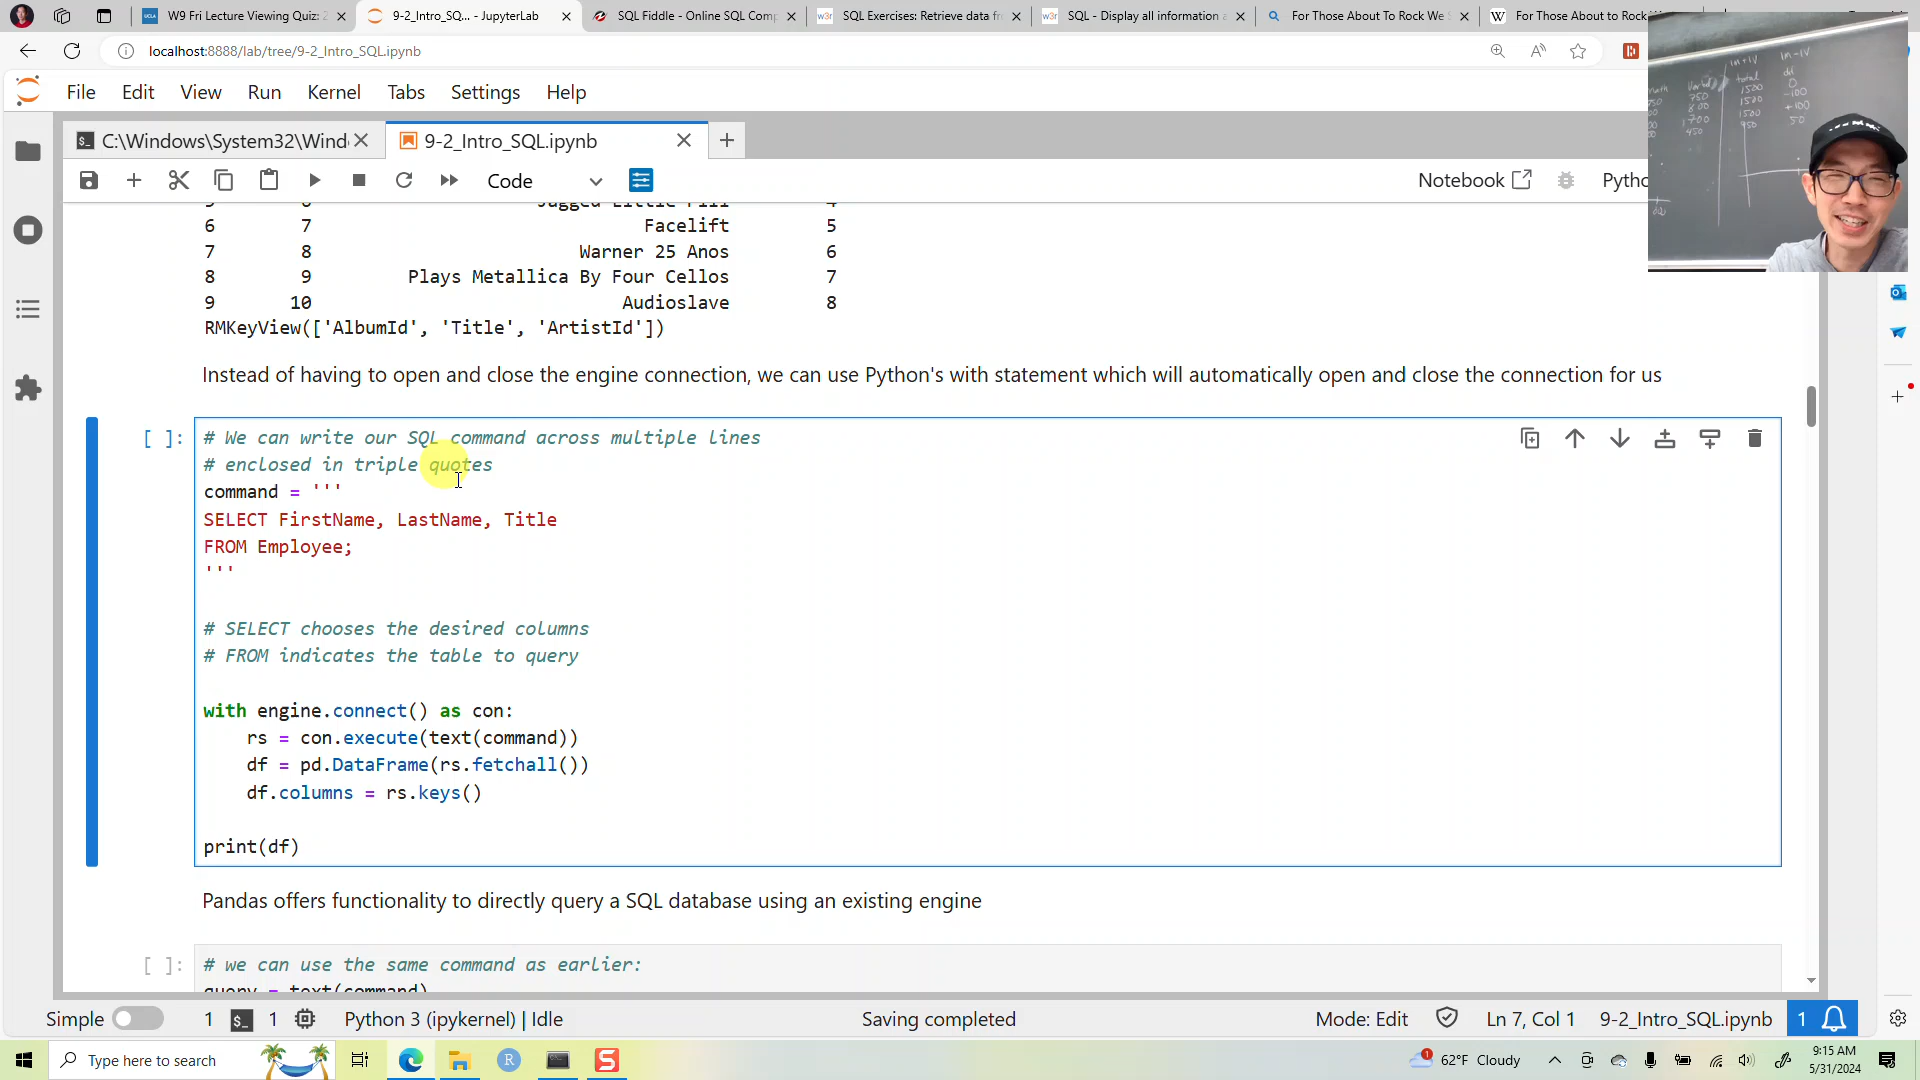 W9 Fri Lecture Viewing Quiz: 2
9-2_Intro_SQ... - JupyterLab
SQL Fiddle - Online SQL Comp
SQL Exercises: Retrieve data fr
SQL - Display all information a
For Those About To Rock We S
For Those About to Rock
localhost:8888/lab/tree/9-2_Intro_SQL.ipynb
File Edit View Run Kernel Tabs Settings Help
C:\Windows\System32\Wind
9-2_Intro_SQL.ipynb
Code
Notebook
Pytho
5 6 Jagged Little Pill 4
6 7 Facelift 5
7 8 Warner 25 Anos 6
8 9 Plays Metallica By Four Cellos 7
9 10 Audioslave 8
RMKeyView(['AlbumId', 'Title', 'ArtistId'])
Instead of having to open and close the engine connection, we can use Python's with statement which will automatically open and close the connection for us
[ ]:
# We can write our SQL command across multiple lines
# enclosed in triple quotes
command = '''
SELECT FirstName, LastName, Title
FROM Employee;
'''
# SELECT chooses the desired columns
# FROM indicates the table to query
with engine.connect() as con:
rs = con.execute(text(command))
df = pd.DataFrame(rs.fetchall())
df.columns = rs.keys()
print(df)
Pandas offers functionality to directly query a SQL database using an existing engine
[ ]:
# we can use the same command as earlier:
query = text(command)
Simple 1 1 Python 3 (ipykernel) | Idle Saving completed Mode: Edit Ln 7, Col 1 9-2_Intro_SQL.ipynb 1
Type here to search
62°F Cloudy
9:15 AM
5/31/2024